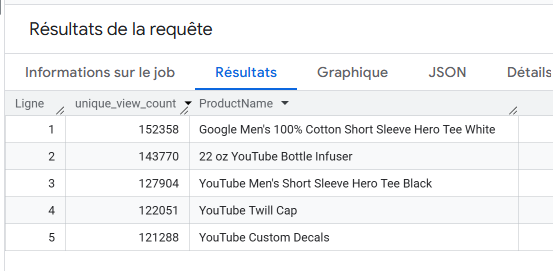 Résultats de la requête
Informations sur le job Résultats Graphique JSON Détails
Ligne unique_view_count ProductName
1 152358 Google Men's 100% Cotton Short Sleeve Hero Tee White
2 143770 22 oz YouTube Bottle Infuser
3 127904 YouTube Men's Short Sleeve Hero Tee Black
4 122051 YouTube Twill Cap
5 121288 YouTube Custom Decals